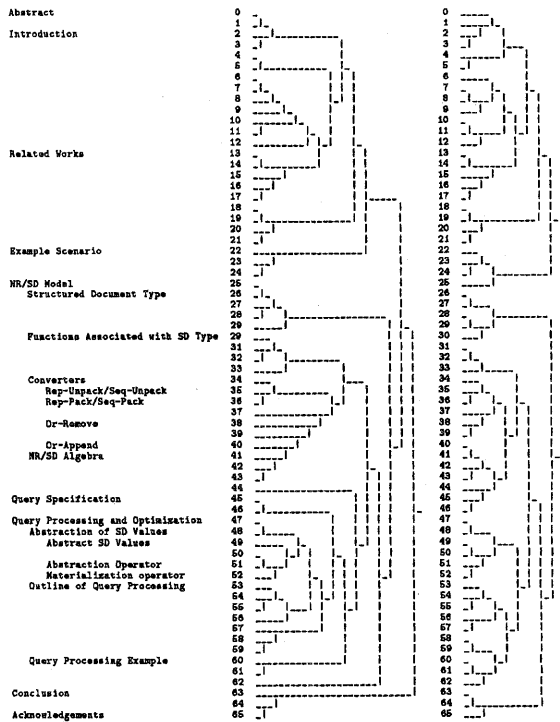 Abstract 0 0
1 1
Introduction 2 2
3 3
4 4
5 5
6 6
7 7
8 8
9 9
10 10
11 11
12 12
Related Works 13 13
14 14
15 15
16 16
17 17
18 18
19 19
20 20
21 21
Example Scenario 22 22
23 23
24 24
NR/SD Model 25 25
Structured Document Type 26 26
27 27
28 28
29 29
Functions Associated with SD Type 29 30
31 31
32 32
33 33
Converters 34 34
Rep-Unpack/Seq-Unpack 35 35
Rep-Pack/Seq-Pack 36 36
37 37
Or-Remove 38 38
39 39
Or-Append 40 40
NR/SD Algebra 41 41
42 42
43 43
44 44
Query Specification 45 45
46 46
Query Processing and Optimization 47 47
Abstraction of SD Values 48 48
Abstract SD Values 49 49
50 50
Abstraction Operator 51 51
Materialization operator 52 52
Outline of Query Processing 53 53
54 54
55 55
56 56
57 57
58 58
59 59
Query Processing Example 60 60
61 61
62 62
Conclusion 63 63
64 64
Acknowledgements 65 65